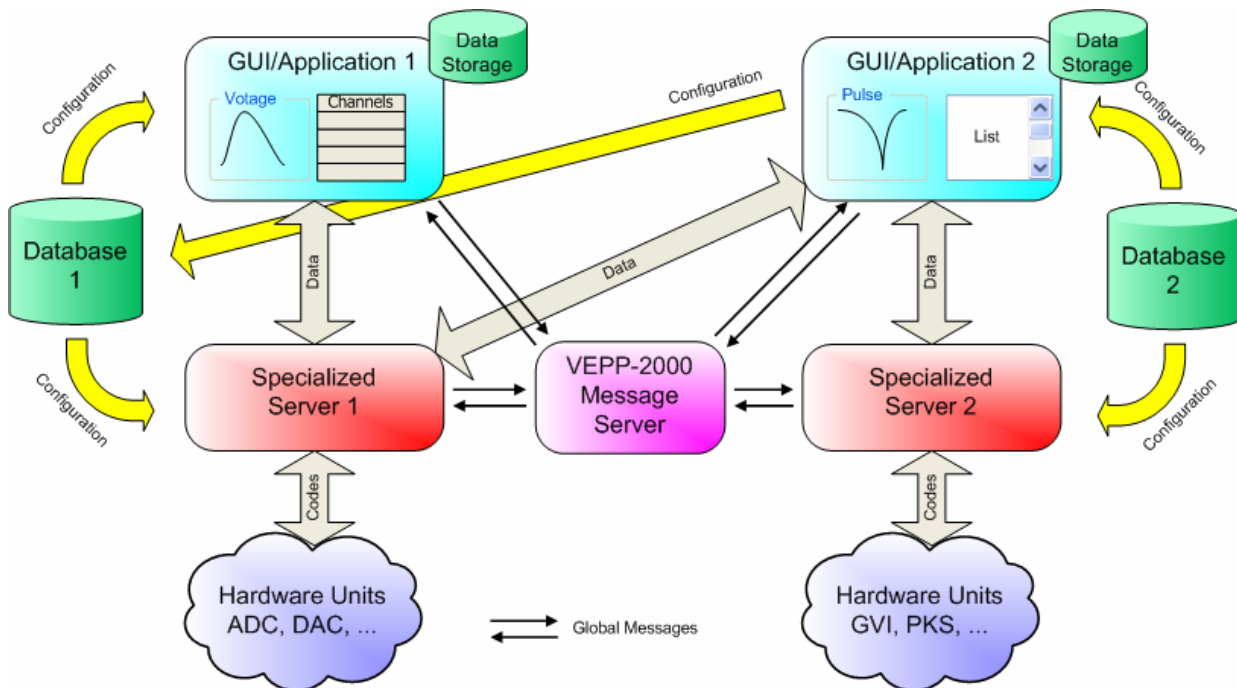 GUI/Application 1
Data
Storage
Votage
Channels
Configuration
Configuration
GUI/Application 2
Data
Storage
Pulse
List
Configuration
Database
1
Data
Data
Data
Database
2
Configuration
Specialized
Server 1
VEPP-2000
Message
Server
Specialized
Server 2
Configuration
Codes
Codes
Hardware Units
ADC, DAC, ...
Global Messages
Hardware Units
GVI, PKS, ...